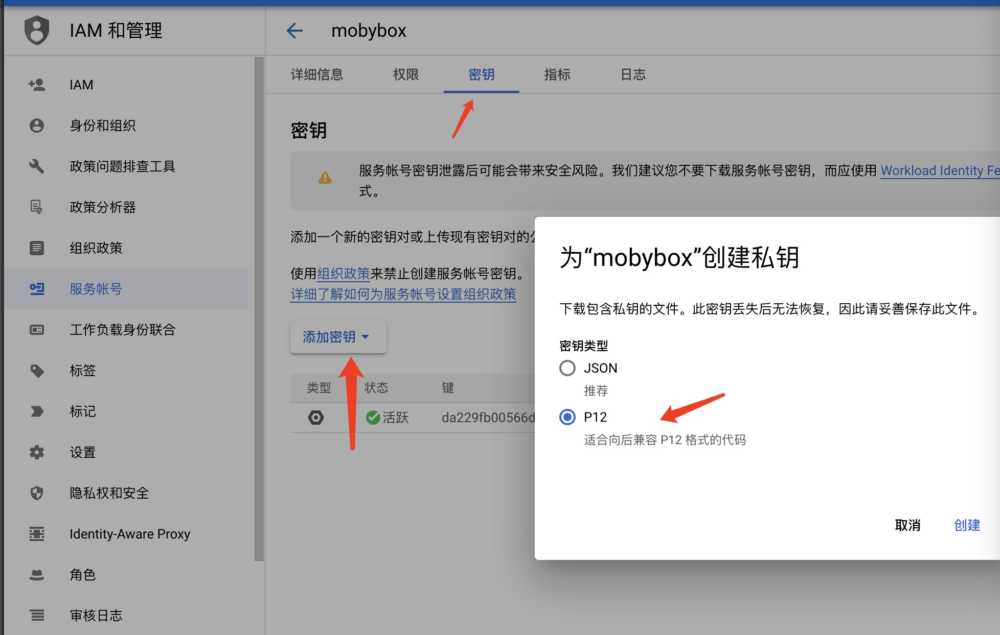 IAM 和管理
mobybox
IAM
身份和组织
政策问题排查工具
政策分析器
组织政策
服务帐号
工作负载身份联合
标签
标记
设置
隐私权和安全
Identity-Aware Proxy
角色
审核日志
详细信息 权限 密钥 指标 日志
密钥
服务帐号密钥泄露后可能会带来安全风险。我们建议您不要下载服务帐号密钥，而应使用 Workload Identity Fe
式。
添加一个新的密钥对或上传现有密钥对的
使用组织政策来禁止创建服务帐号密钥。
详细了解如何为服务帐号设置组织政策
添加密钥
类型 状态 键
活跃 da229fb00566d
为“mobybox”创建私钥
下载包含私钥的文件。此密钥丢失后无法恢复，因此请妥善保存此文件。
密钥类型
JSON
推荐
P12
适合向后兼容 P12 格式的代码
取消 创建